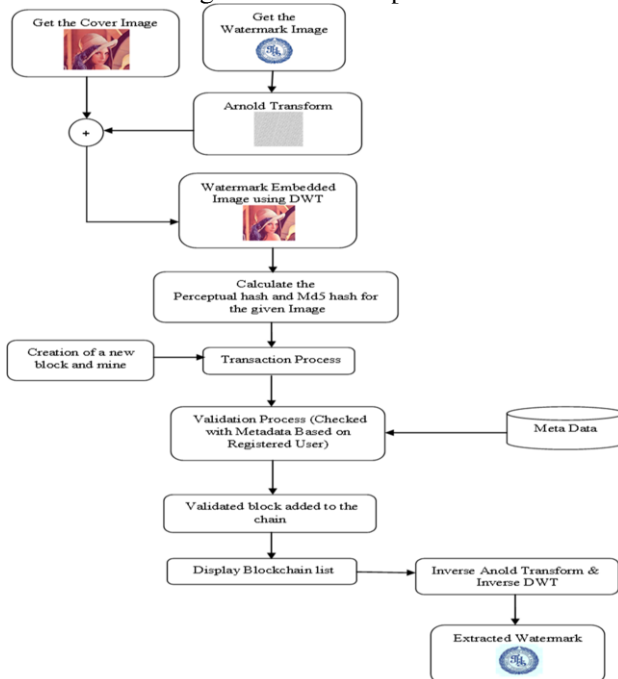 Get the Cover Image
Get the
Watermark Image
Arnold Transform
+
Watermark Embedded
Image using DWT
Calculate the
Perceptual hash and Md5 hash for
the given Image
Creation of a new
block and mine
Transaction Process
Validation Process (Checked
with Metadata Based on
Registered User)
Meta Data
Validated block added to the
chain
Display Blockchain list
Inverse Anold Transform &
Inverse DWT
Extracted Watermark